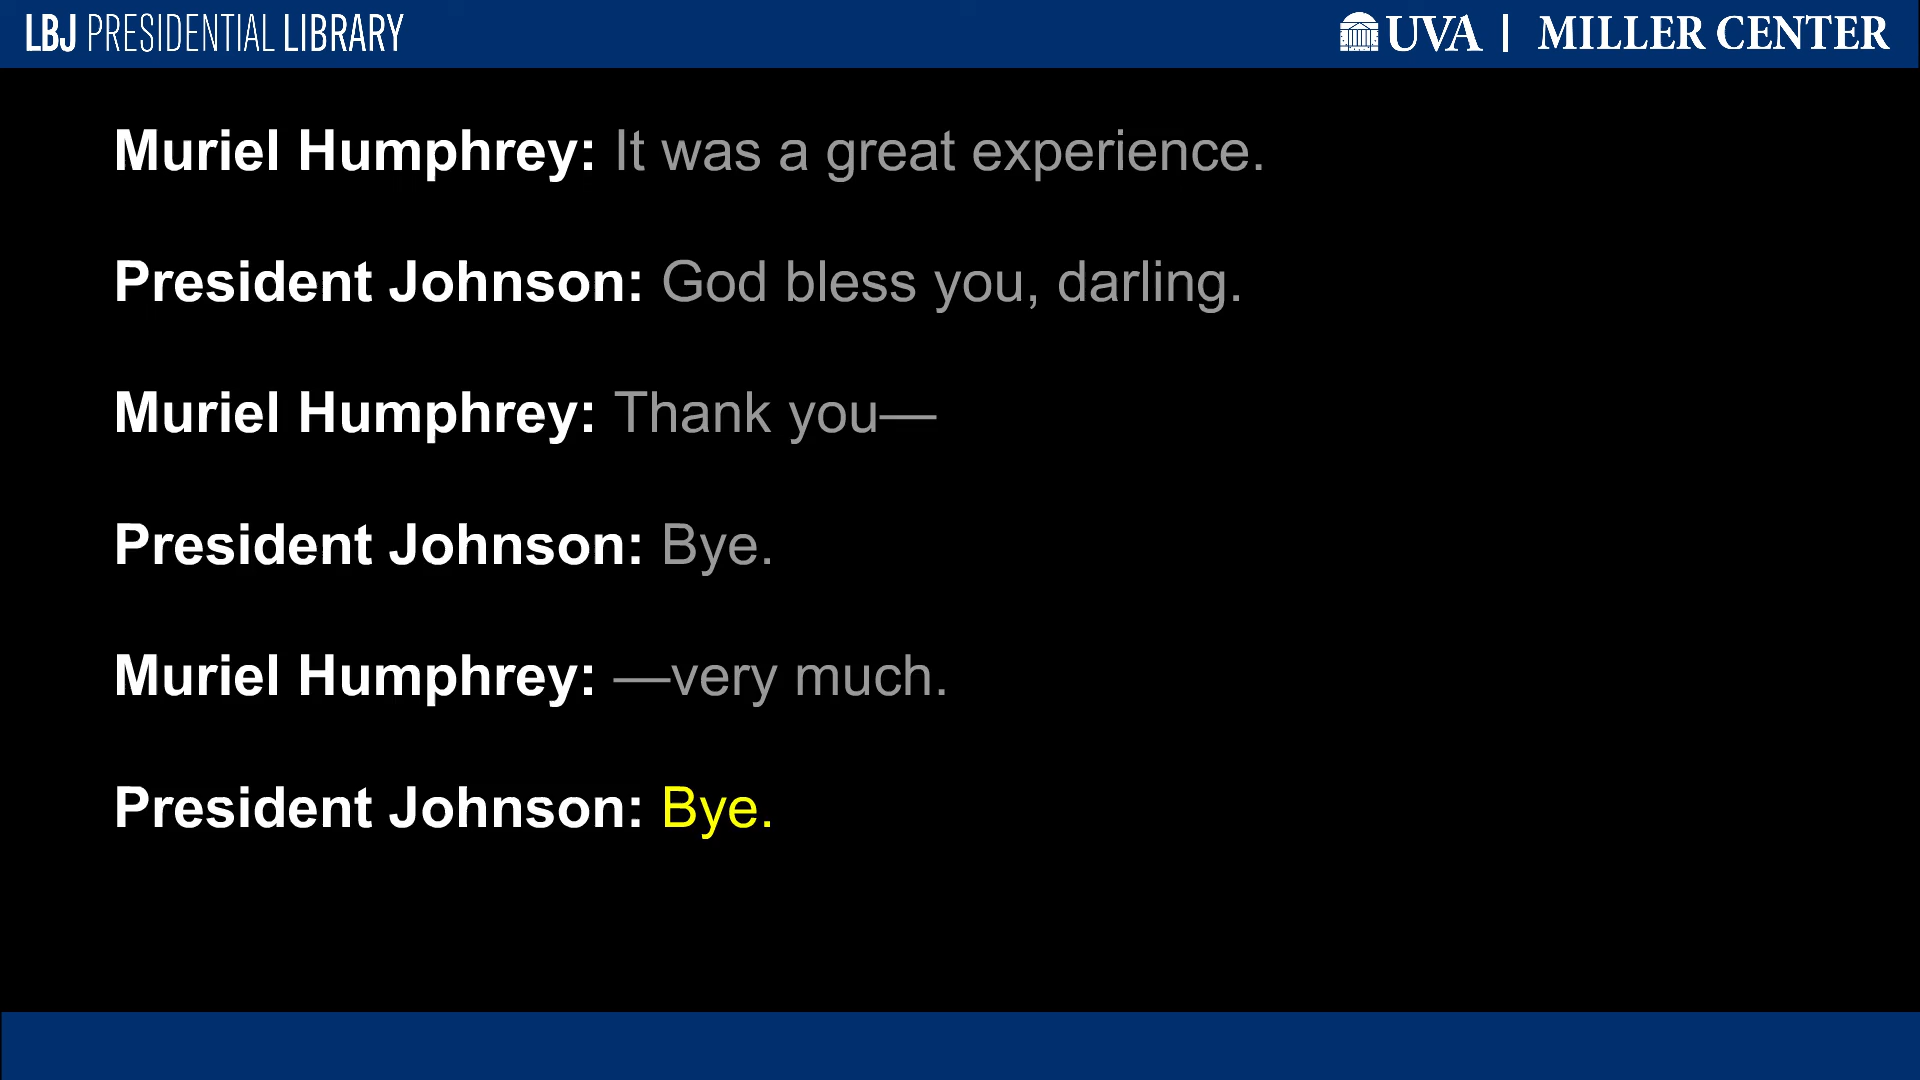 LBJ PRESIDENTIAL LIBRARY
UVA | MILLER CENTER
Muriel Humphrey: It was a great experience.
President Johnson: God bless you, darling.
Muriel Humphrey: Thank you—
President Johnson: Bye.
Muriel Humphrey: —very much.
President Johnson: Bye.